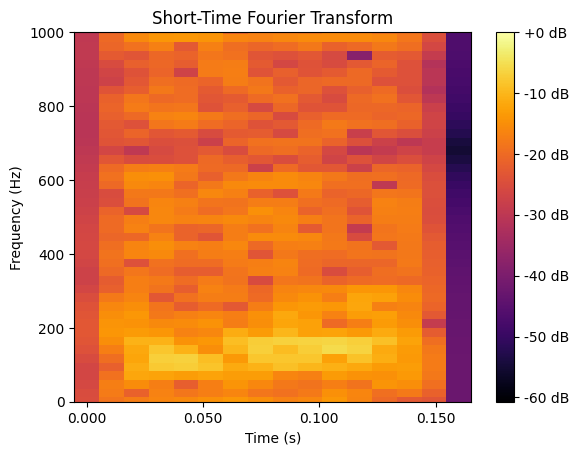 Short-Time Fourier Transform
1000
800
600
400
200
0
Frequency (Hz)
0.000
0.050
0.100
0.150
Time (s)
+0 dB
-10 dB
-20 dB
-30 dB
-40 dB
-50 dB
-60 dB